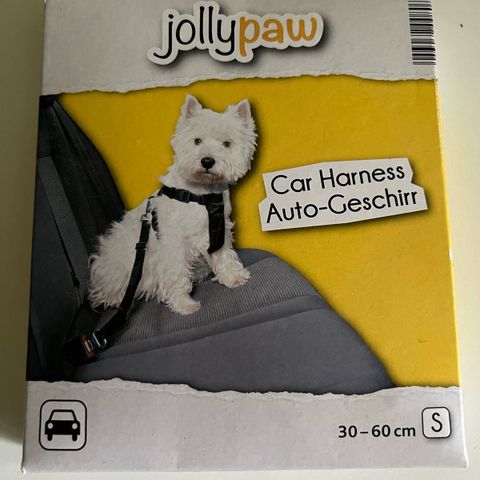 jollypaw
Car Harness
Auto-Geschirr
30–60 cm S